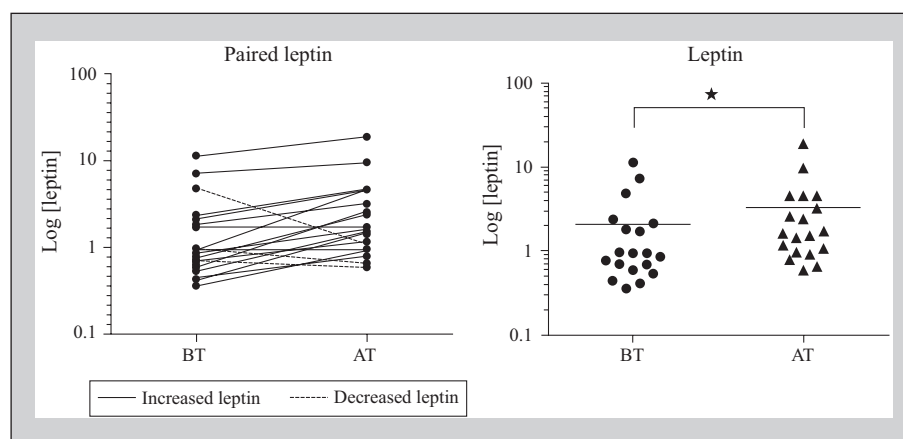 Paired leptin
Log [leptin]
100
10
1
0.1
BT
AT
Increased leptin
Decreased leptin
Leptin
Log [leptin]
100
10
1
0.1
BT
AT